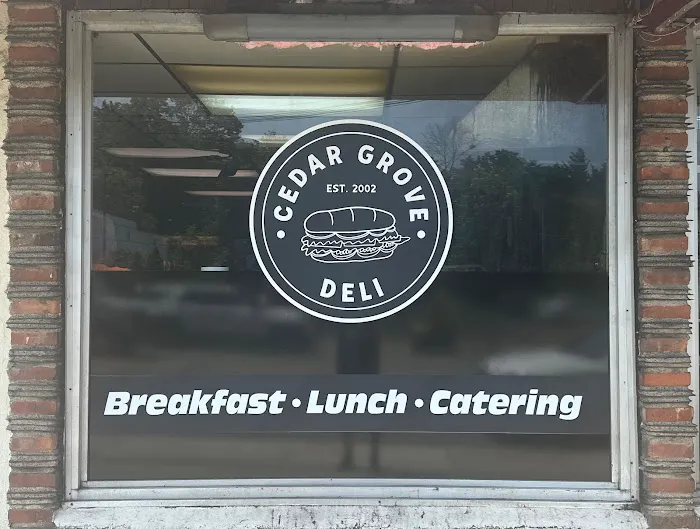 CEDAR GROVE
EST. 2002
DELI
Breakfast • Lunch • Catering